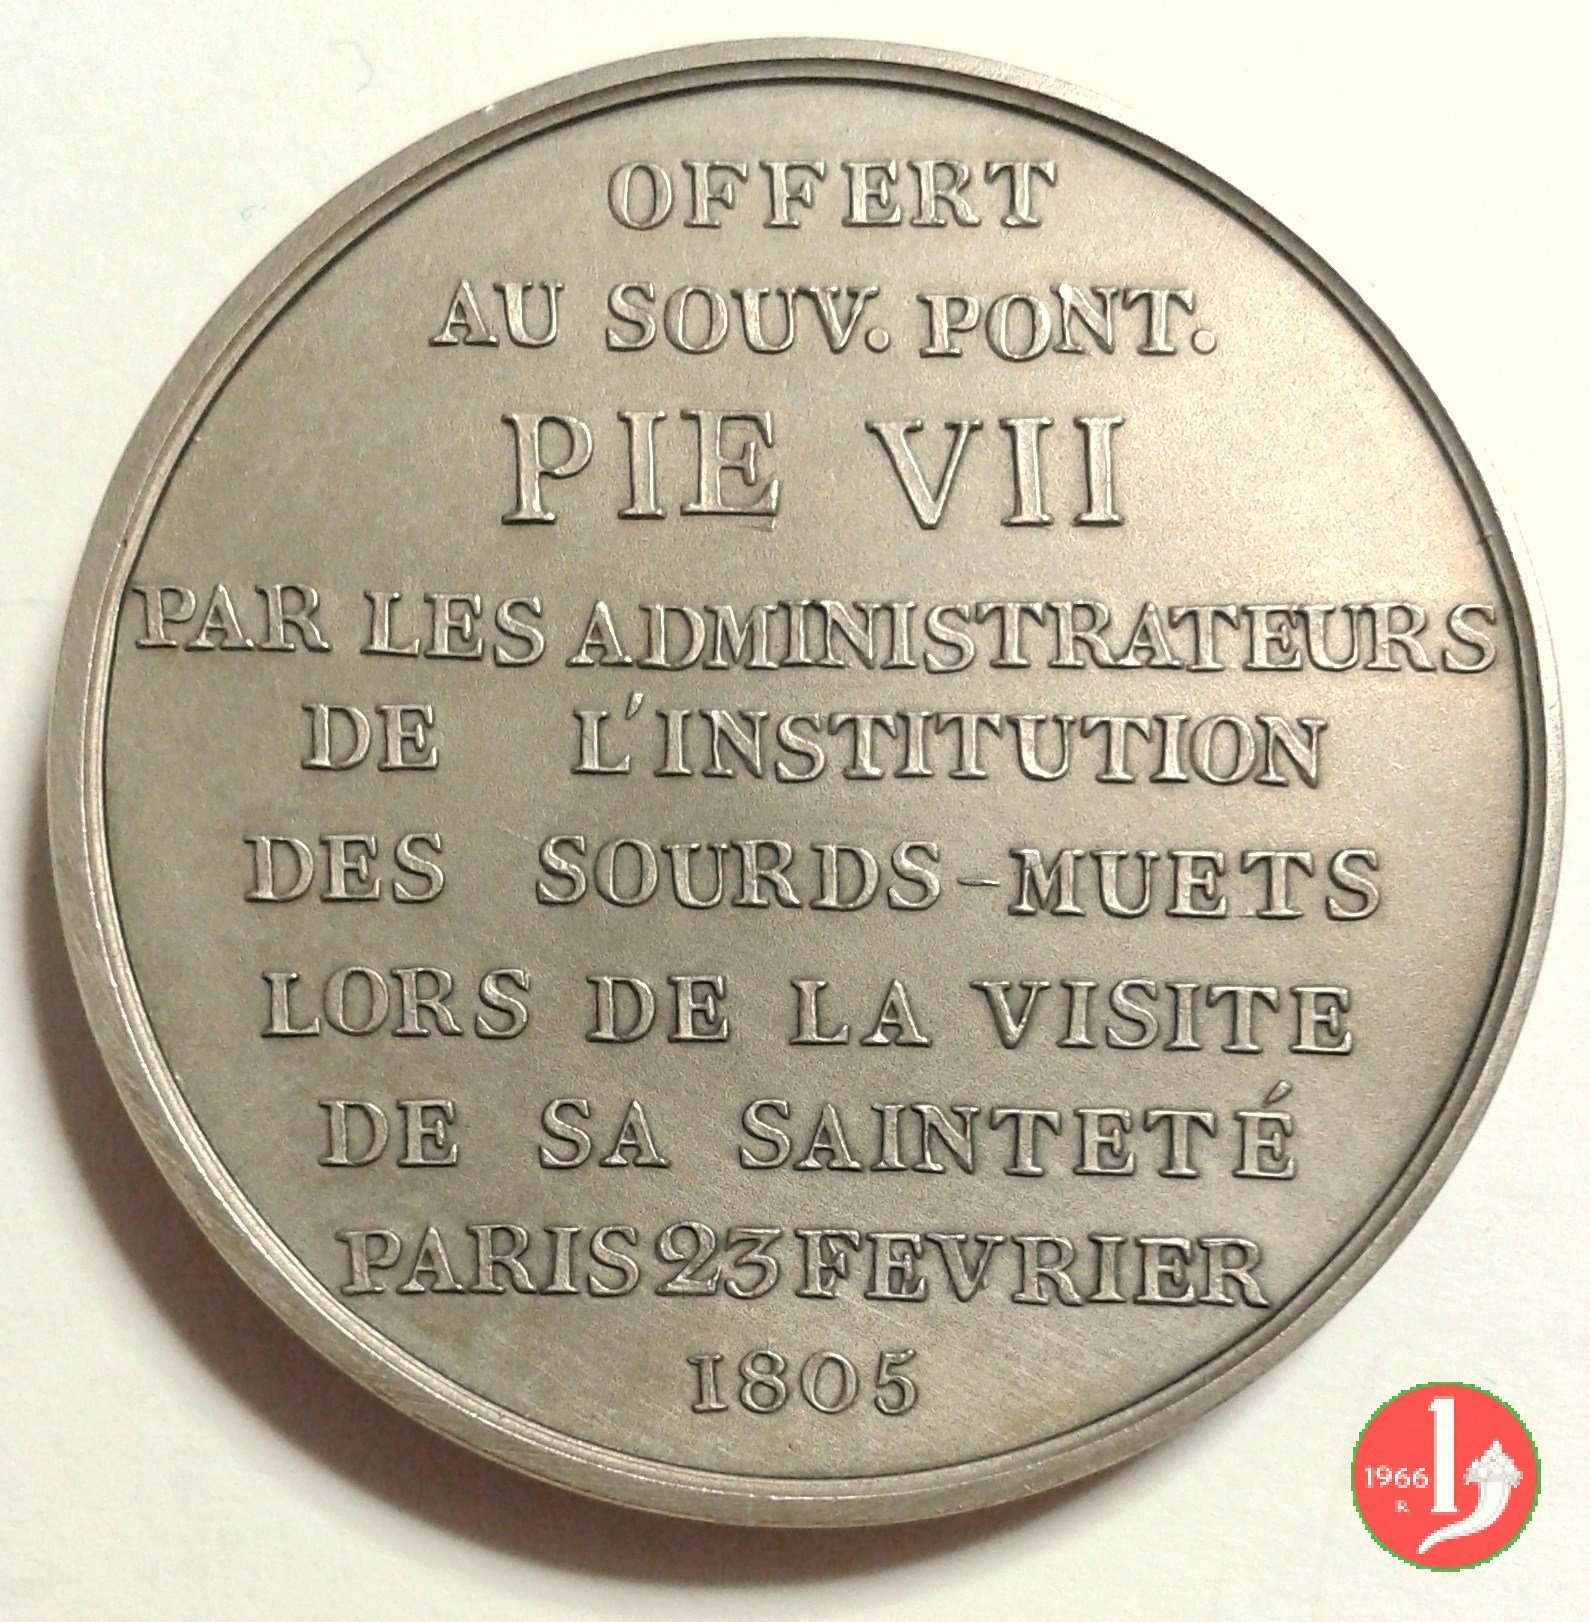 OFFERT
AU SOUV. PONT.
PIE VII
PAR LES ADMINISTRATEURS
DE L'INSTITUTION
DES SOURDS-MUETS
LORS DE LA VISITE
DE SA SAINTETÉ
PARIS 23 FEVRIER
1805
1966
R
1